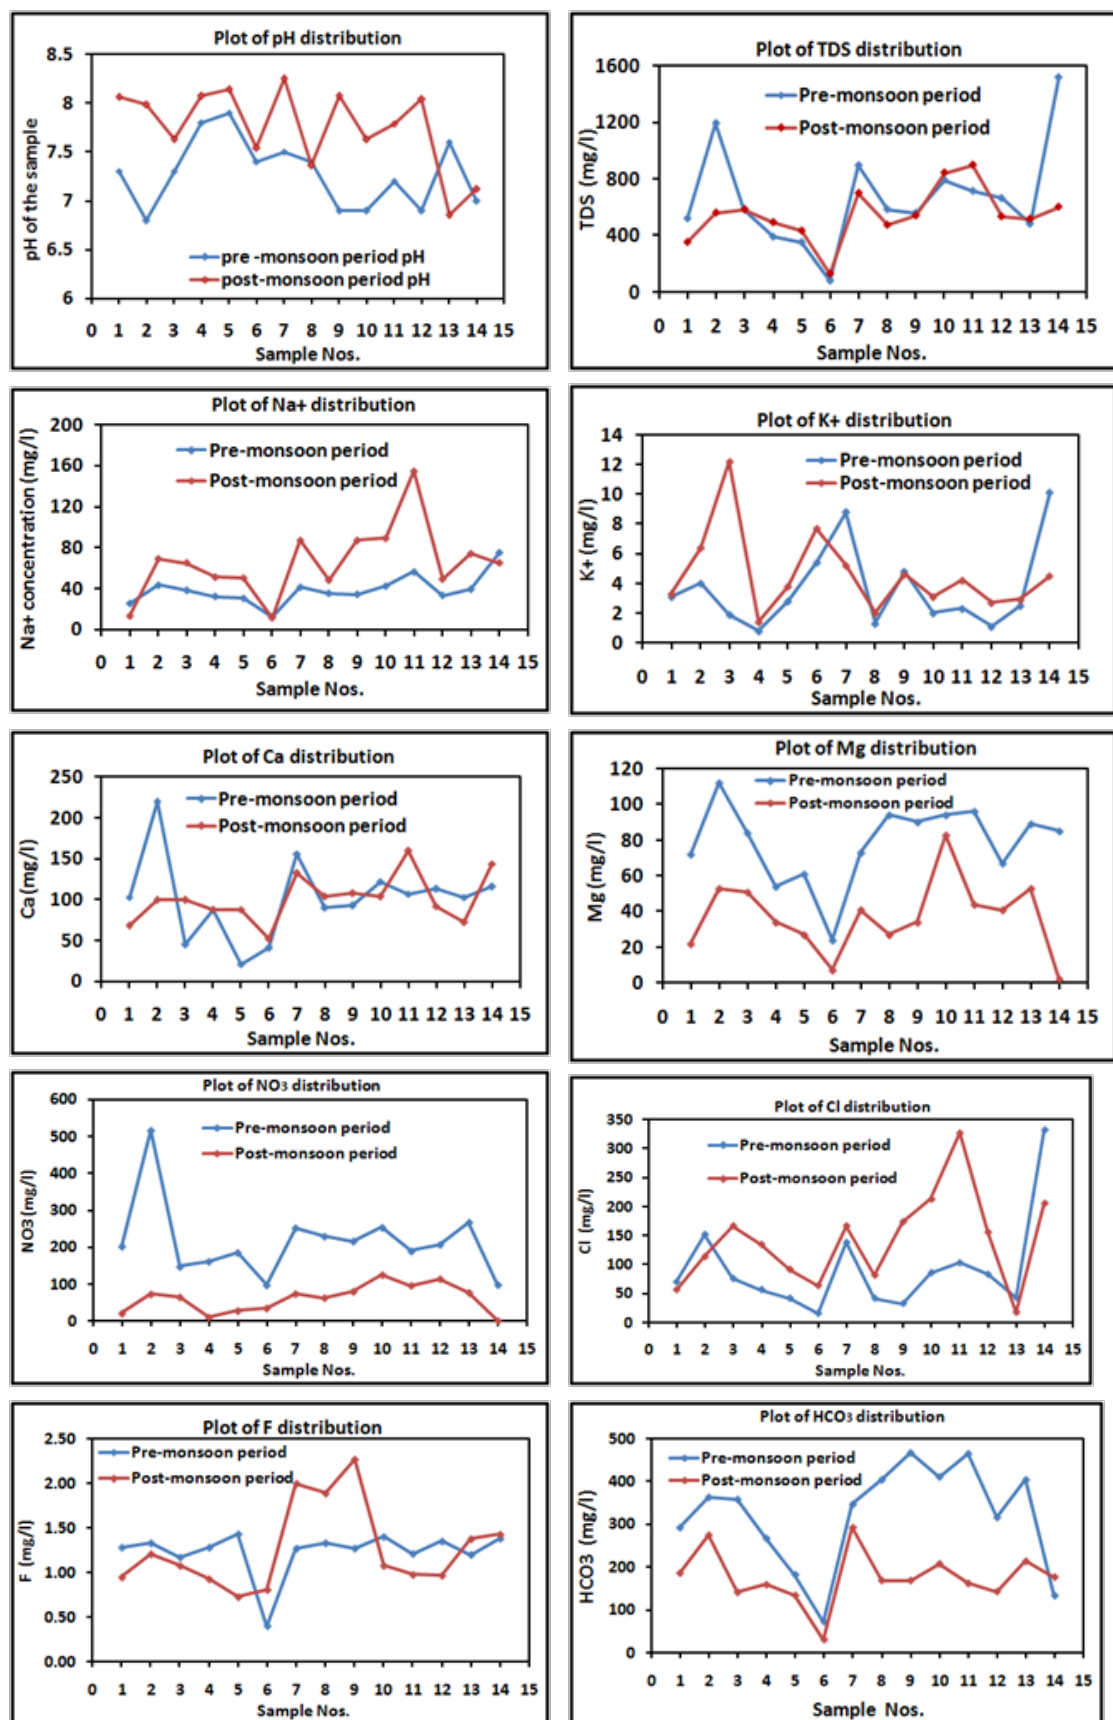 Plot of pH distribution
pH of the sample
8.5
8
7.5
7
6.5
6
pre -monsoon period pH
post-monsoon period pH
0 1 2 3 4 5 6 7 8 9 10 11 12 13 14 15
Sample Nos.
Plot of TDS distribution
TDS (mg/l)
1600
1200
800
400
0
Pre-monsoon period
Post-monsoon period
0 1 2 3 4 5 6 7 8 9 10 11 12 13 14 15
Sample Nos.
Plot of Na+ distribution
Na+ concentration (mg/l)
200
160
120
80
40
0
Pre-monsoon period
Post-monsoon period
0 1 2 3 4 5 6 7 8 9 10 11 12 13 14 15
Sample Nos.
Plot of K+ distribution
K+ (mg/l)
14
12
10
8
6
4
2
0
Pre-monsoon period
Post-monsoon period
0 1 2 3 4 5 6 7 8 9 10 11 12 13 14 15
Sample Nos.
Plot of Ca distribution
Ca (mg/l)
250
200
150
100
50
0
Pre-monsoon period
Post-monsoon period
0 1 2 3 4 5 6 7 8 9 10 11 12 13 14 15
Sample Nos.
Plot of Mg distribution
Mg (mg/l)
120
100
80
60
40
20
0
Pre-monsoon period
Post-monsoon period
0 1 2 3 4 5 6 7 8 9 10 11 12 13 14 15
Sample Nos.
Plot of NO3 distribution
NO3 (mg/l)
600
500
400
300
200
100
0
Pre-monsoon period
Post-monsoon period
0 1 2 3 4 5 6 7 8 9 10 11 12 13 14 15
Sample Nos.
Plot of Cl distribution
Cl (mg/l)
350
300
250
200
150
100
50
0
Pre-monsoon period
Post-monsoon period
0 1 2 3 4 5 6 7 8 9 10 11 12 13 14 15
Sample Nos.
Plot of F distribution
F (mg/l)
2.50
2.00
1.50
1.00
0.50
0.00
Pre-monsoon period
Post-monsoon period
0 1 2 3 4 5 6 7 8 9 10 11 12 13 14 15
Sample Nos.
Plot of HCO3 distribution
HCO3 (mg/l)
500
400
300
200
100
0
Pre-monsoon period
Post-monsoon period
0 1 2 3 4 5 6 7 8 9 10 11 12 13 14 15
Sample Nos.